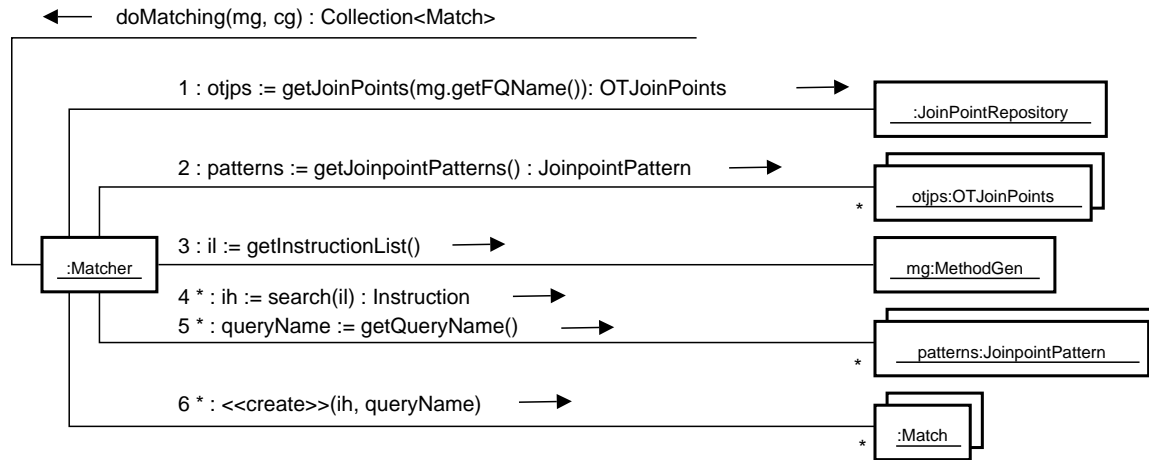 doMatching(mg, cg) : Collection<Match>
1 : otjps := getJoinPoints(mg.getFQName()): OTJoinPoints
:JoinPointRepository
2 : patterns := getJoinpointPatterns() : JoinpointPattern
otjps:OTJoinPoints
*
3 : il := getInstructionList()
:Matcher
mg:MethodGen
4 * : ih := search(il) : Instruction
5 * : queryName := getQueryName()
patterns:JoinpointPattern
*
6 * : <<create>>(ih, queryName)
:Match
*